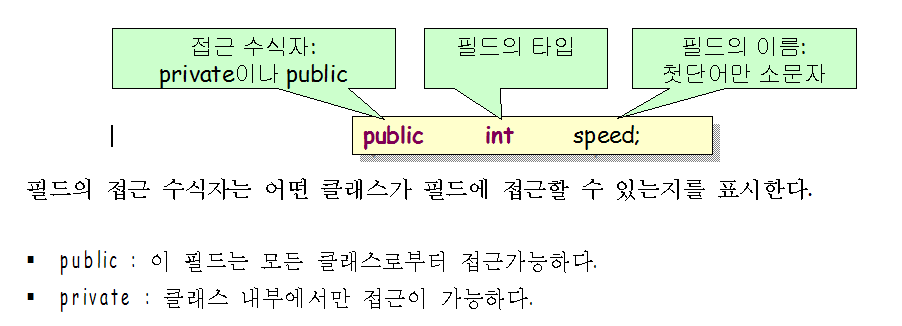 접근 수식자:
private이나 public
필드의 타입
필드의 이름:
첫단어만 소문자
public int speed;
필드의 접근 수식자는 어떤 클래스가 필드에 접근할 수 있는지를 표시한다.
▪ public : 이 필드는 모든 클래스로부터 접근가능하다.
▪ private : 클래스 내부에서만 접근이 가능하다.